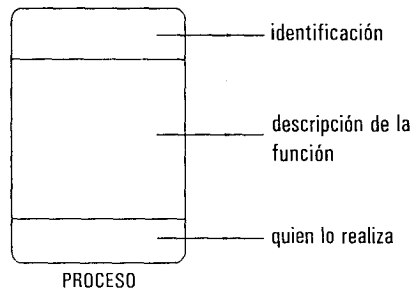 identificación
descripción de la
función
quien lo realiza
PROCESO